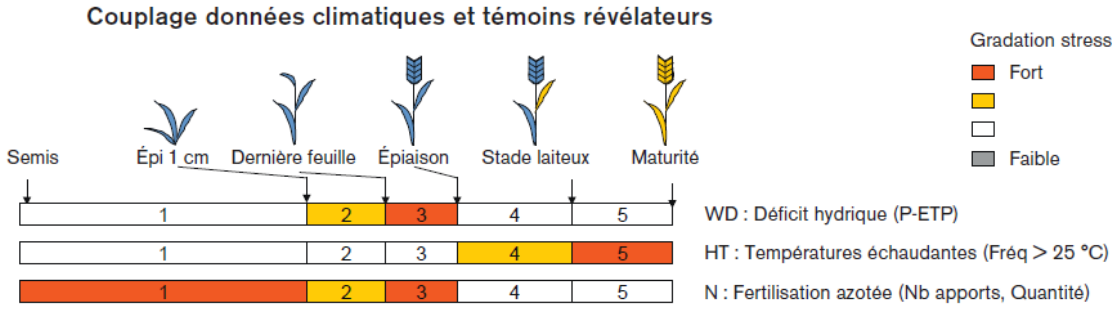 Couplage données climatiques et témoins révélateurs
Gradation stress
Fort
Faible
Semis Épi 1 cm Dernière feuille Épiaison Stade laiteux Maturité
1 2 3 4 5 WD : Déficit hydrique (P-ETP)
1 2 3 4 5 HT : Températures échaudantes (Fréq > 25 °C)
1 2 3 4 5 N : Fertilisation azotée (Nb apports, Quantité)